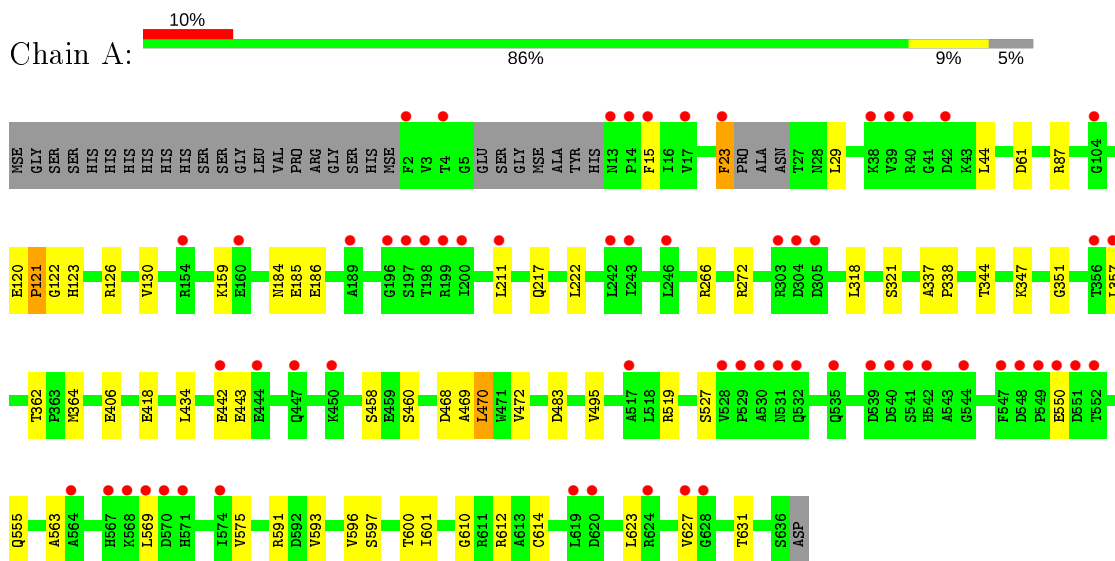 10%
Chain A:
86% 9% 5%
MSE GLY SER SER HIS HIS HIS HIS HIS HIS SER SER GLY LEU VAL PRO ARG GLY SER HIS MSE F2 V3 T4 G5 GLU SER GLY MSE ALA TYR HIS N13 P14 F15 I16 V17 F23 PRO ALA ASN T27 N28 L29 K38 V39 R40 G41 D42 K43 L44 D61 R87 G104
E120 P121 G122 H123 R126 V130 R154 K159 E160 N184 E185 E186 A189 G196 S197 T198 R199 I200 L211 Q217 L222 L242 I243 L246 R266 R272 R303 D304 D305 L318 S321 A337 P338 T344 K347 G351 T356 L357
T362 P363 M364 E406 E418 L434 E442 E443 E444 Q447 K450 S458 E459 S460 D468 A469 L470 W471 V472 D483 V495 A517 L518 R519 S527 V528 P529 A530 N531 Q532 Q535 D539 D540 S541 H542 A543 G544 F547 D548 P549 E550 D551 T552
Q555 A563 A564 H567 K568 L569 D570 H571 I574 V575 R591 D592 V593 V596 S597 T600 I601 G610 R611 R612 A613 C614 L619 D620 L623 R624 V627 G628 T631 S636 ASP